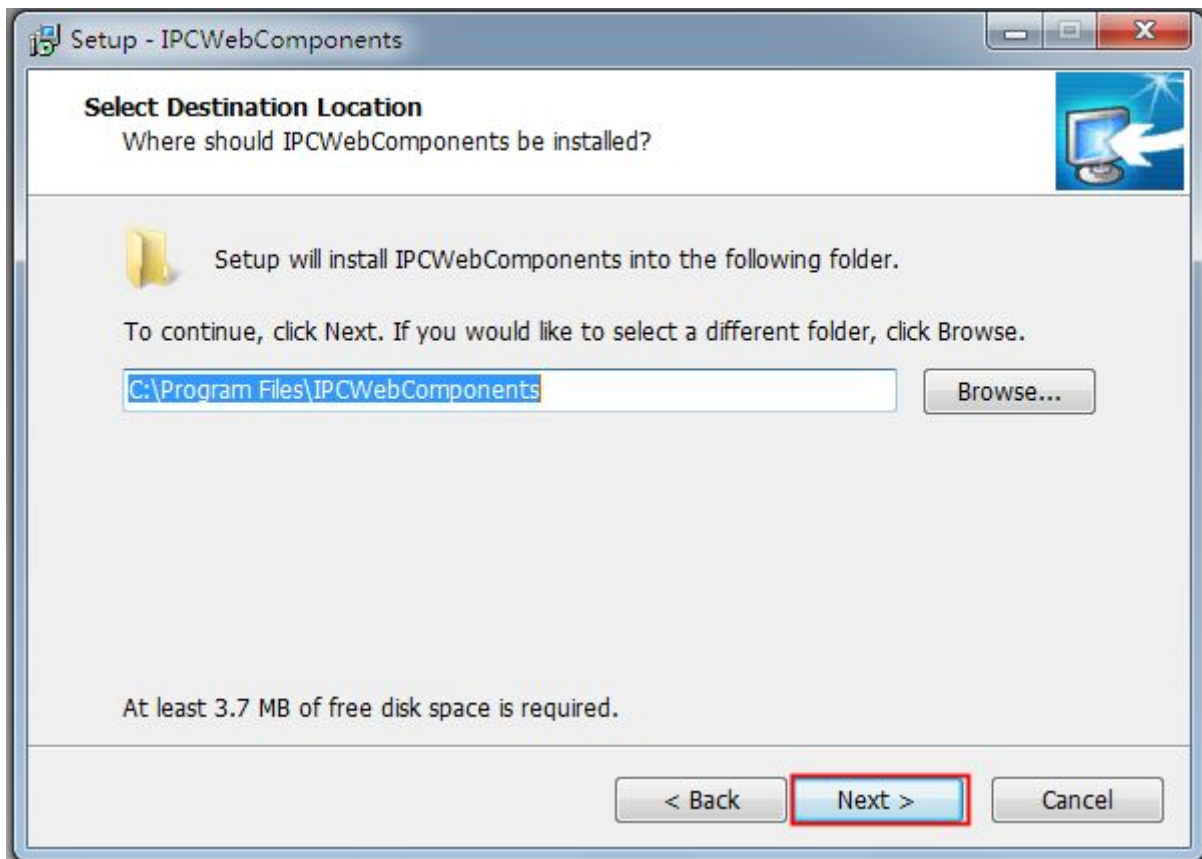 Setup - IPCWebComponents
Select Destination Location
Where should IPCWebComponents be installed?
Setup will install IPCWebComponents into the following folder.
To continue, click Next. If you would like to select a different folder, click Browse.
C:\Program Files\IPCWebComponents
Browse...
At least 3.7 MB of free disk space is required.
< Back
Next >
Cancel